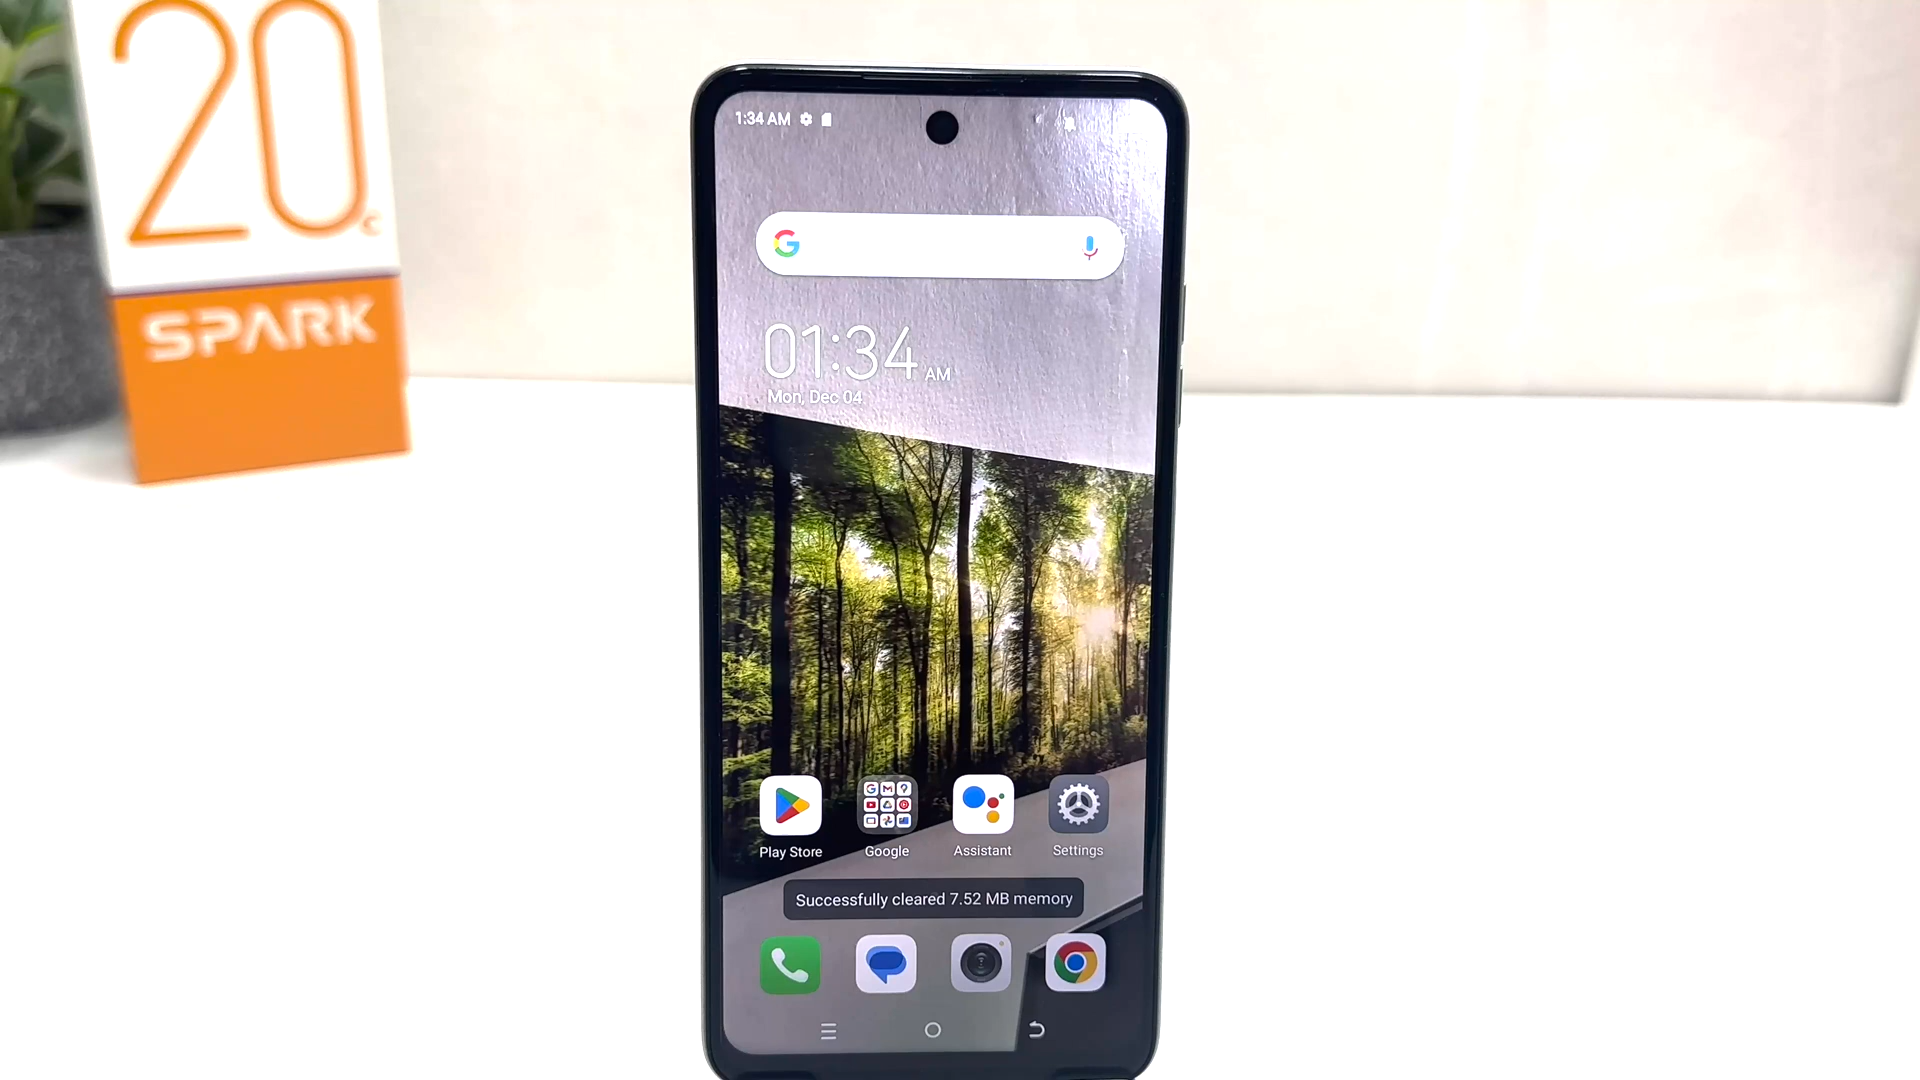 20
C
SPARK
1:34 AM
01:34 AM
Mon, Dec 04
Play Store
Google
Assistant
Settings
Successfully cleared 7.52 MB memory